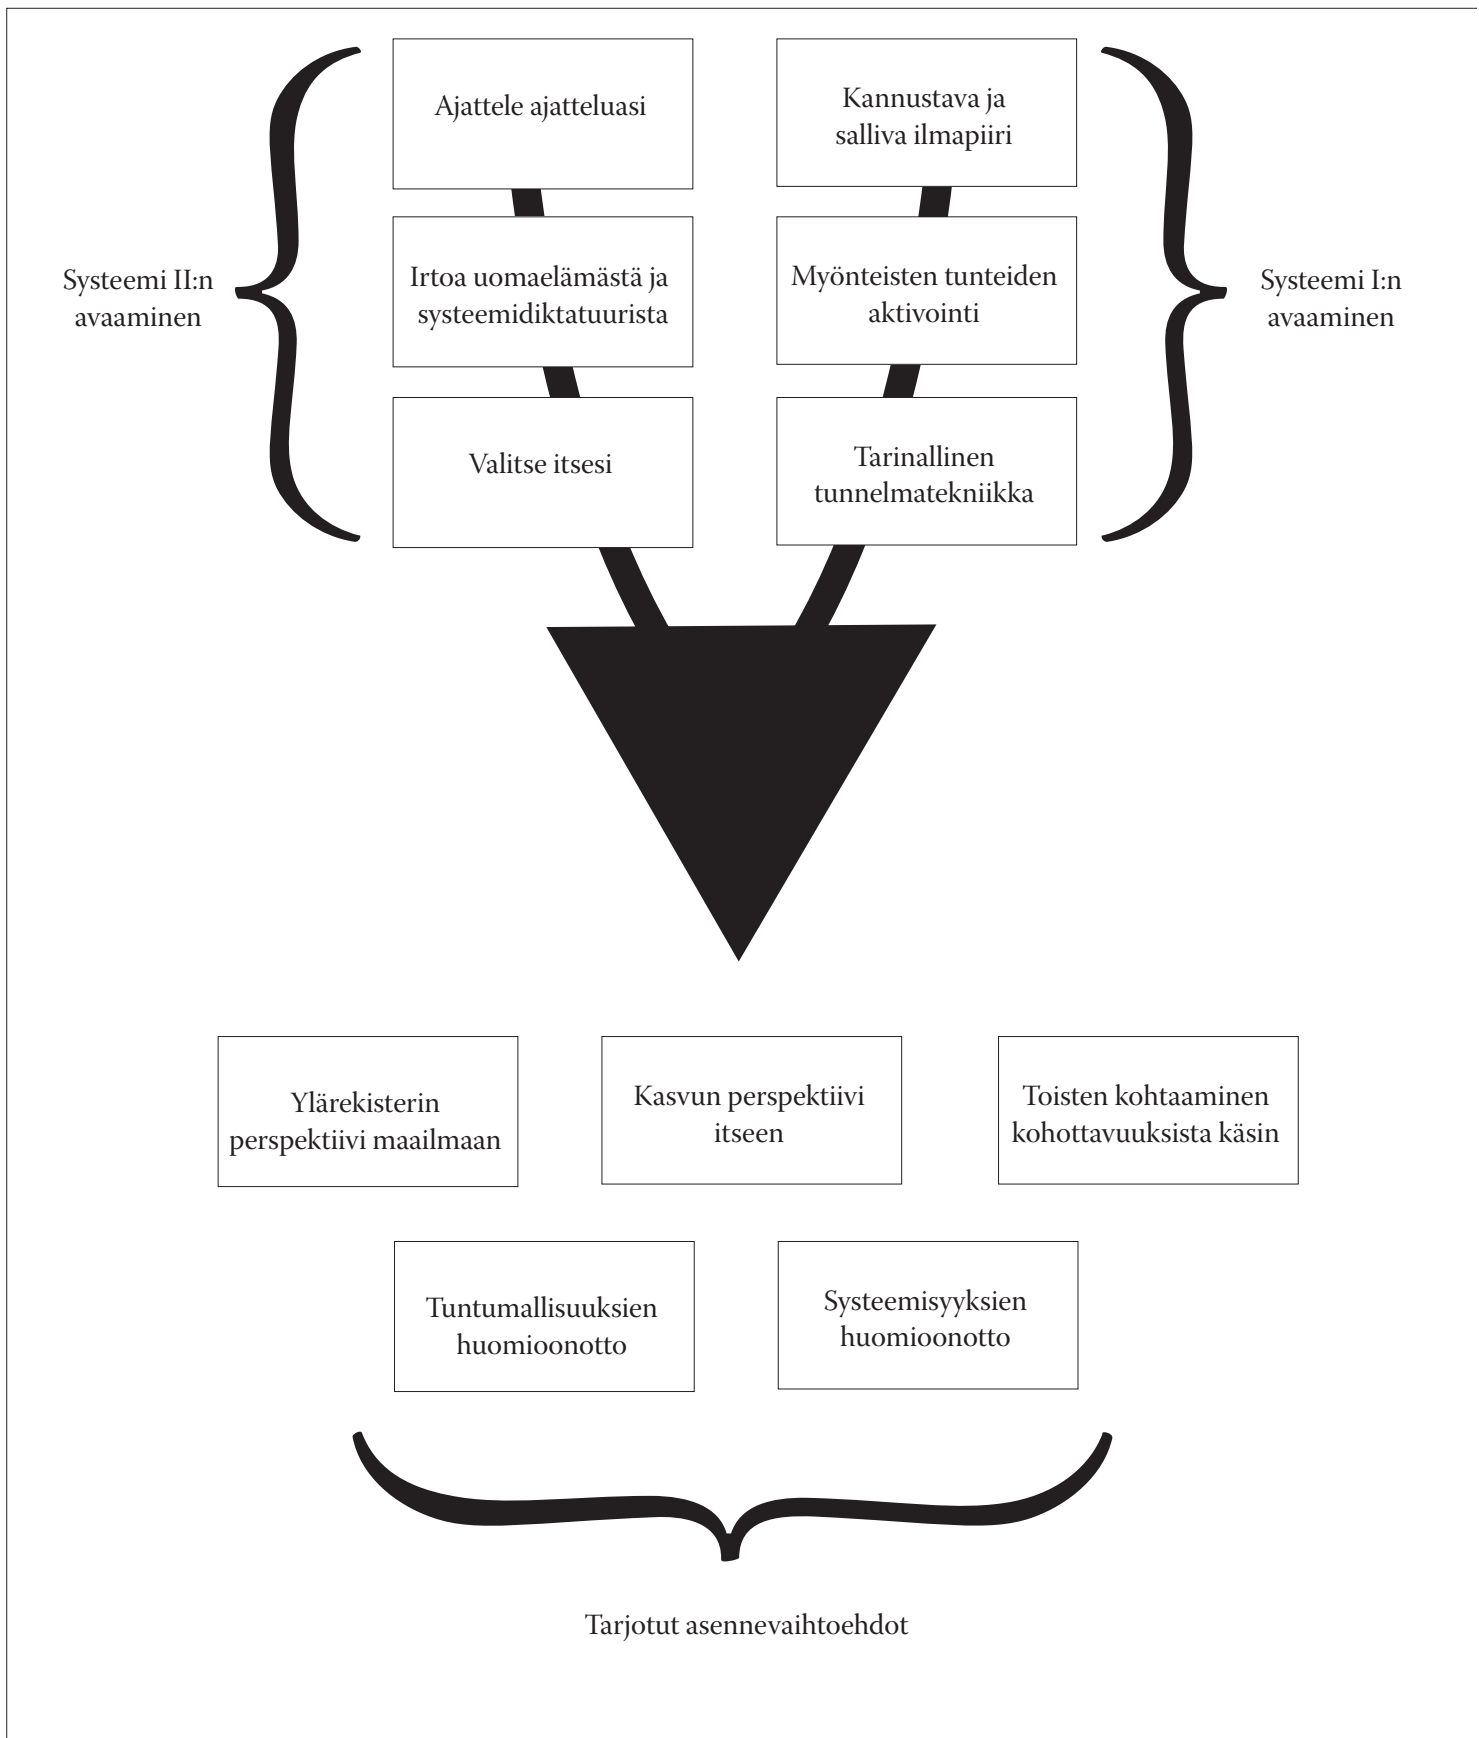 Systeemi II:n
avaaminen
Ajattele ajatteluasi
Irtoa uomaelämästä ja
systeemidiktatuurista
Valitse itsesi
Kannustava ja
salliva ilmapiiri
Myönteisten tunteiden
aktivointi
Tarinallinen
tunnelmatekniikka
Systeemi I:n
avaaminen
Ylärekisterin
perspektiivi maailmaan
Kasvun perspektiivi
itseen
Toisten kohtaaminen
kohottavuuksista käsin
Tuntumallisuuksien
huomioonotto
Systeemisyyksien
huomioonotto
Tarjotut asennevaihtoehdot